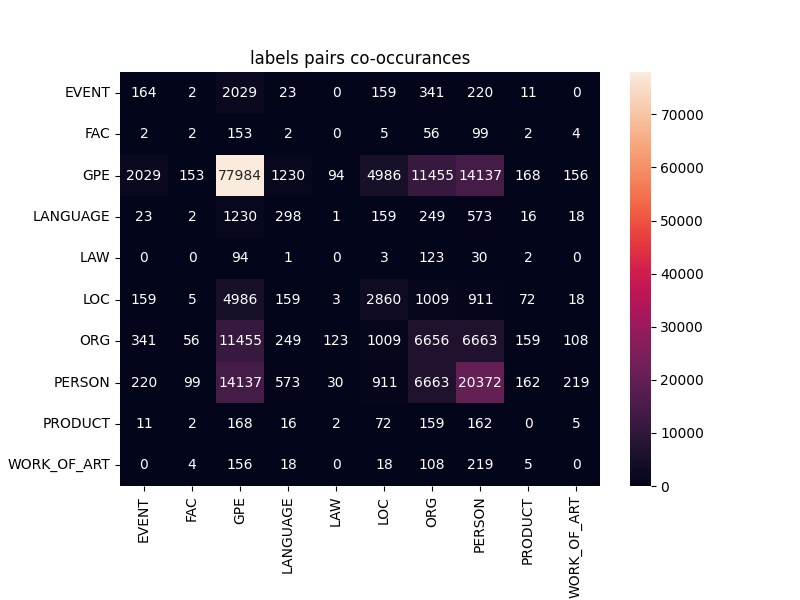 labels pairs co-occurances
EVENT 164 2 2029 23 0 159 341 220 11 0
FAC 2 2 153 2 0 5 56 99 2 4
GPE 2029 153 77984 1230 94 4986 11455 14137 168 156
LANGUAGE 23 2 1230 298 1 159 249 573 16 18
LAW 0 0 94 1 0 3 123 30 2 0
LOC 159 5 4986 159 3 2860 1009 911 72 18
ORG 341 56 11455 249 123 1009 6656 6663 159 108
PERSON 220 99 14137 573 30 911 6663 20372 162 219
PRODUCT 11 2 168 16 2 72 159 162 0 5
WORK_OF_ART 0 4 156 18 0 18 108 219 5 0
EVENT
FAC
GPE
LANGUAGE
LAW
LOC
ORG
PERSON
PRODUCT
WORK_OF_ART
70000
60000
50000
40000
30000
20000
10000
0